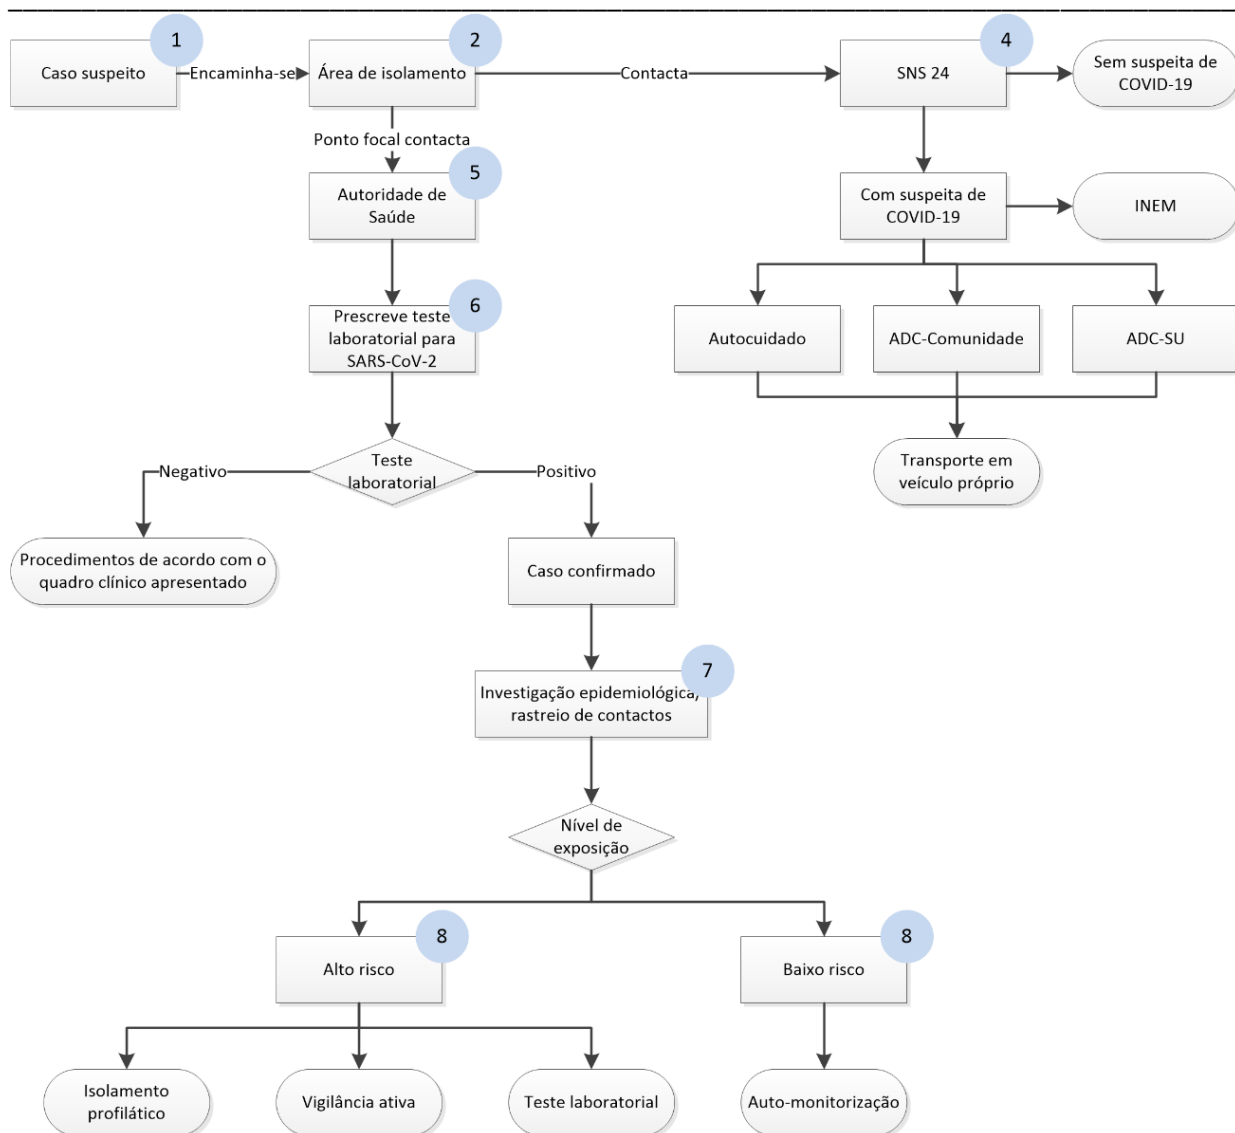 1
2
4
Caso suspeito
Encaminha-se
Área de isolamento
Contacta
SNS 24
Sem suspeita de
COVID-19
Ponto focal contacta
5
Autoridade de
Saúde
Com suspeita de
COVID-19
INEM
6
Prescreve teste
laboratorial para
SARS-CoV-2
Autocuidado
ADC-Comunidade
ADC-SU
Negativo
Teste
laboratorial
Positivo
Transporte em
veículo próprio
Procedimentos de acordo com o
quadro clínico apresentado
Caso confirmado
7
Investigação epidemiológica/
rastreio de contactos
Nível de
exposição
8
8
Alto risco
Baixo risco
Isolamento
profilático
Vigilância ativa
Teste laboratorial
Auto-monitorização